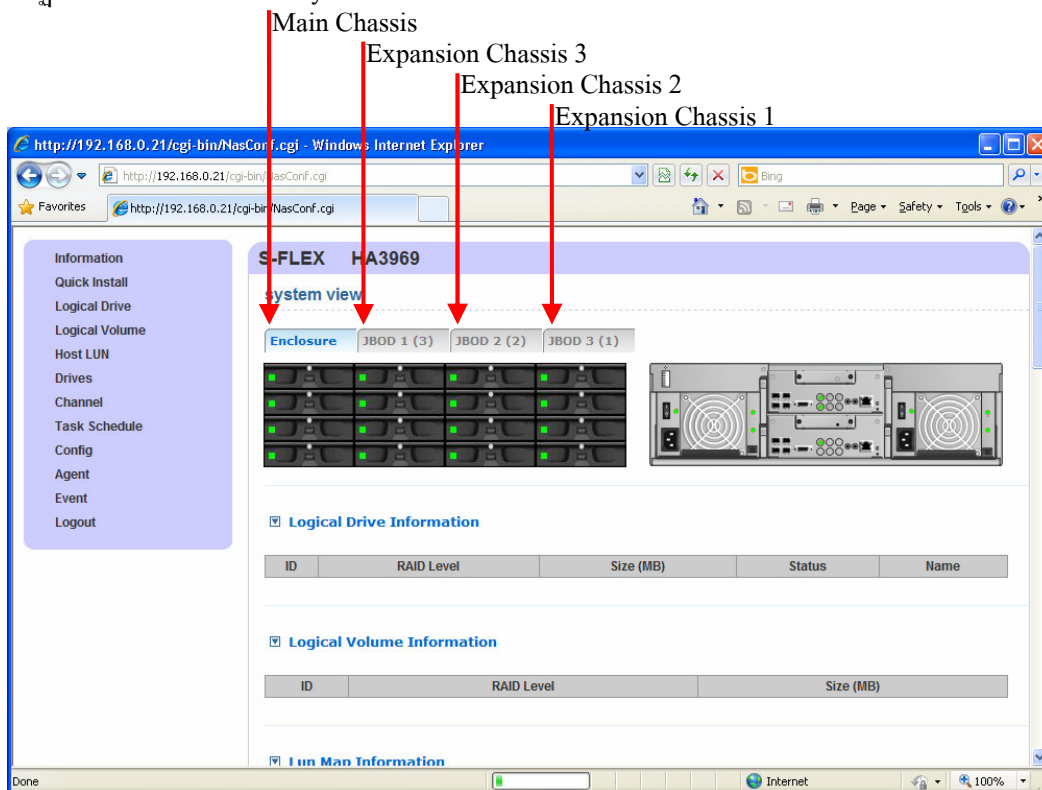 Main Chassis
Expansion Chassis 3
Expansion Chassis 2
Expansion Chassis 1
http://192.168.0.21/cgi-bin/NasConf.cgi - Windows Internet Explorer
http://192.168.0.21/cgi-bin/NasConf.cgi
Bing
Favorites
http://192.168.0.21/cgi-bin/NasConf.cgi
Page
Safety
Tools
Information
Quick Install
Logical Drive
Logical Volume
Host LUN
Drives
Channel
Task Schedule
Config
Agent
Event
Logout
S-FLEX HA3969
system view
Enclosure JBOD 1 (3) JBOD 2 (2) JBOD 3 (1)
Logical Drive Information
ID RAID Level Size (MB) Status Name
Logical Volume Information
ID RAID Level Size (MB)
Lun Map Information
Done Internet 100%